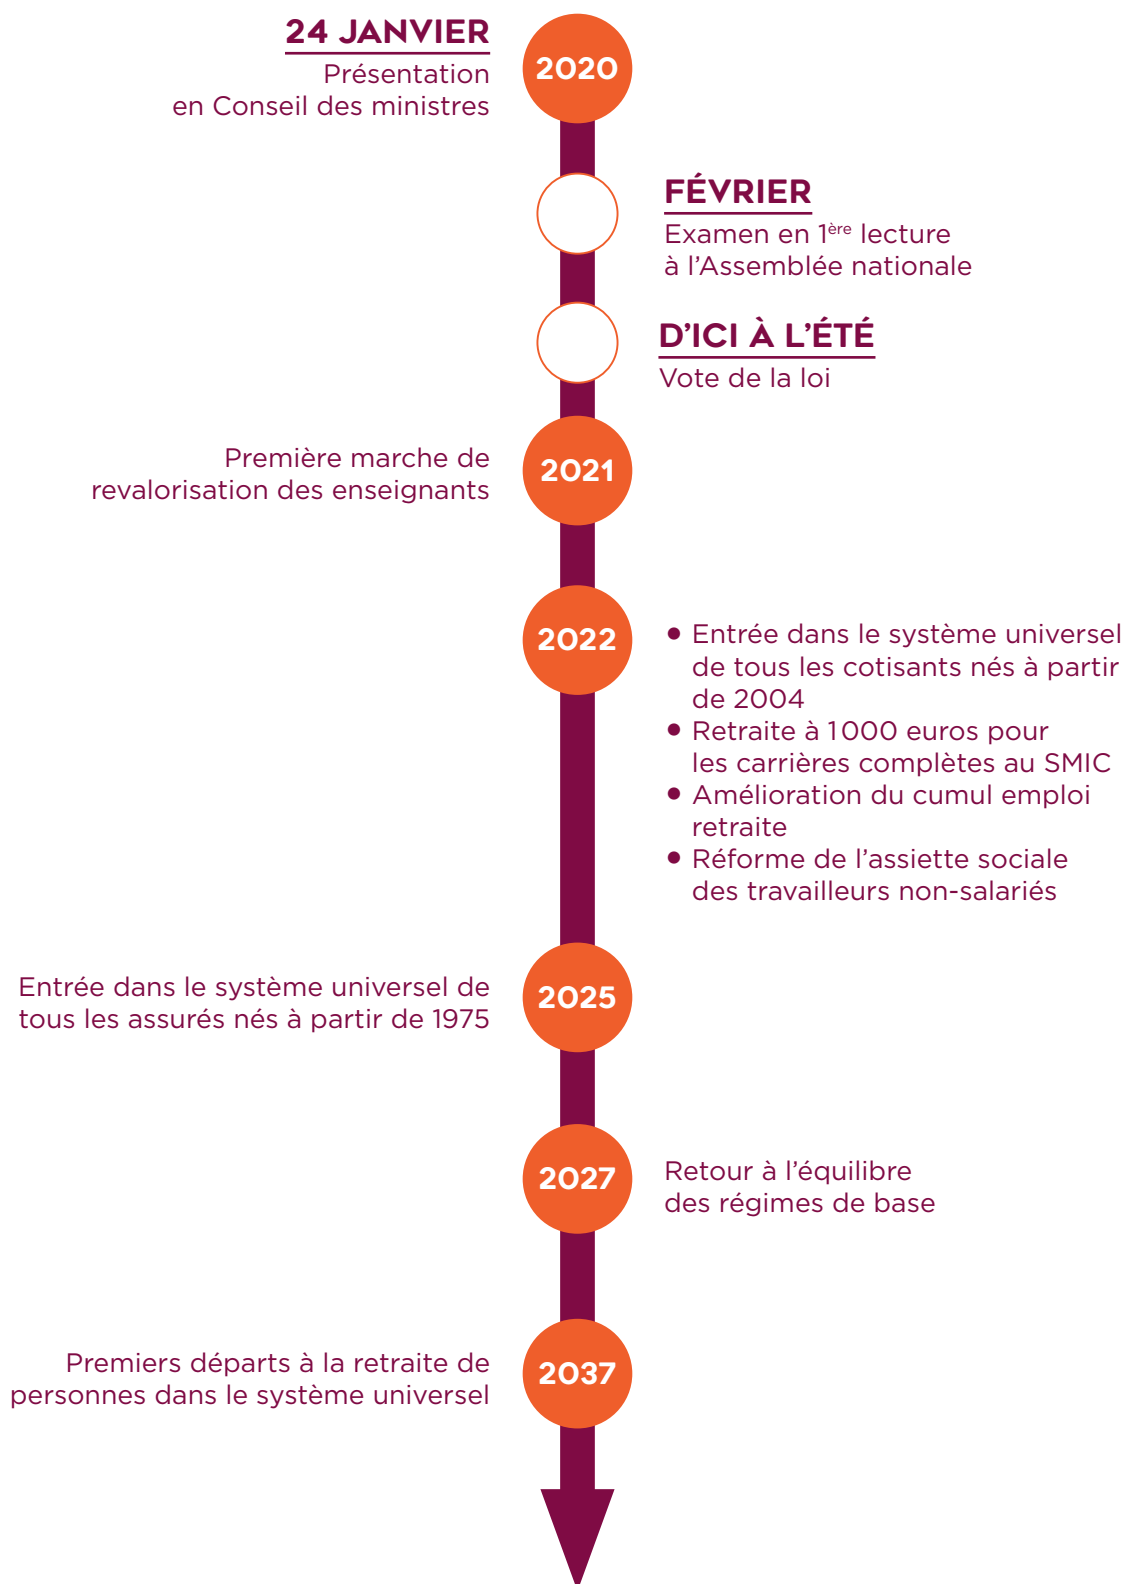 24 JANVIER
Présentation
en Conseil des ministres
2020
FÉVRIER
Examen en 1ère lecture
à l’Assemblée nationale
D’ICI À L’ÉTÉ
Vote de la loi
Première marche de
revalorisation des enseignants
2021
2022
• Entrée dans le système universel
de tous les cotisants nés à partir
de 2004
• Retraite à 1000 euros pour
les carrières complètes au SMIC
• Amélioration du cumul emploi
retraite
• Réforme de l’assiette sociale
des travailleurs non-salariés
Entrée dans le système universel de
tous les assurés nés à partir de 1975
2025
2027
Retour à l’équilibre
des régimes de base
Premiers départs à la retraite de
personnes dans le système universel
2037